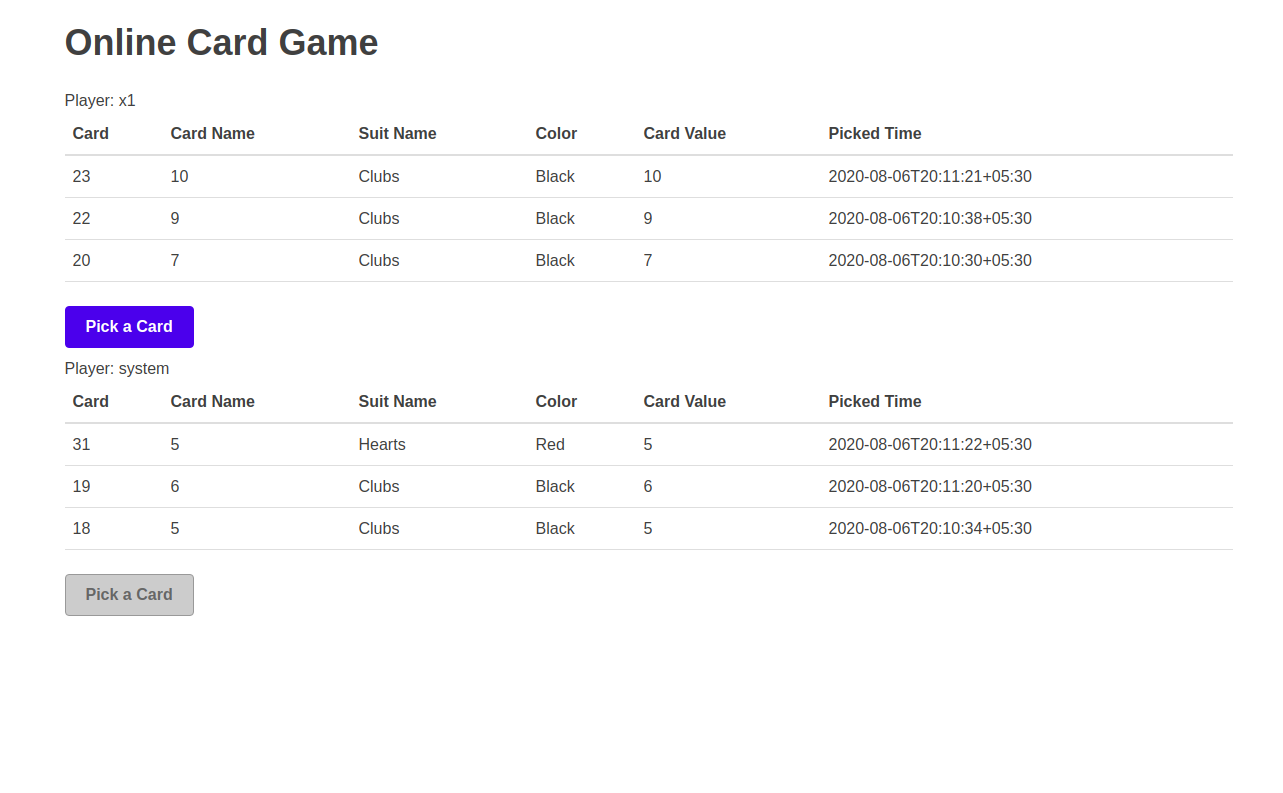 Online Card Game
Player: x1
Card Card Name Suit Name Color Card Value Picked Time
23 10 Clubs Black 10 2020-08-06T20:11:21+05:30
22 9 Clubs Black 9 2020-08-06T20:10:38+05:30
20 7 Clubs Black 7 2020-08-06T20:10:30+05:30
Pick a Card
Player: system
Card Card Name Suit Name Color Card Value Picked Time
31 5 Hearts Red 5 2020-08-06T20:11:22+05:30
19 6 Clubs Black 6 2020-08-06T20:11:20+05:30
18 5 Clubs Black 5 2020-08-06T20:10:34+05:30
Pick a Card